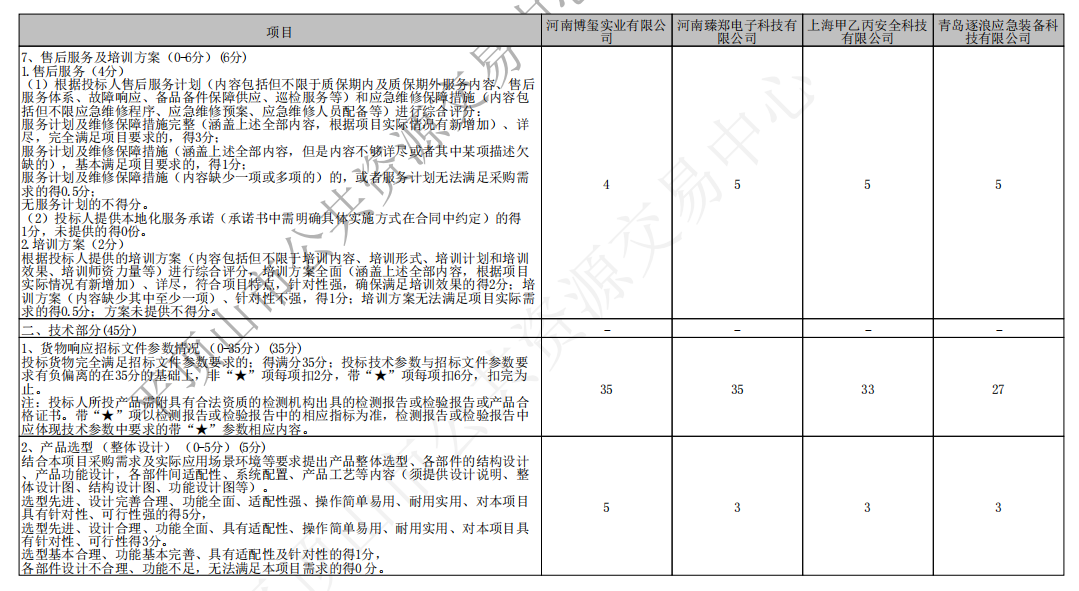 项目
河南博玺实业有限公
司
河南臻郑电子科技有
限公司
上海甲乙丙安全科技
有限公司
青岛逐浪应急装备科
技有限公司
7、售后服务及培训方案（0-6分）(6分)
1.售后服务（4分）
（1）根据投标人售后服务计划（内容包括但不限于质保期内及质保期外服务内容、售后
服务体系、故障响应、备品备件保障供应、巡检服务等）和应急维修保障措施（内容包
括但不限应急维修程序、应急维修预案、应急维修人员配备等）进行综合评分；
服务计划及维修保障措施完整（涵盖上述全部内容，根据项目实际情况有新增加）、详
尽，完全满足项目要求的，得3分；
服务计划及维修保障措施（涵盖上述全部内容，但是内容不够详尽或者其中某项描述欠
缺的），基本满足项目要求的，得1分；
服务计划及维修保障措施（内容缺少一项或多项的）的，或者服务计划无法满足采购需
求的得0.5分；
无服务计划的不得分。
（2）投标人提供本地化服务承诺（承诺书中需明确具体实施方式在合同中约定）的得
1分，未提供的得0份。
2.培训方案（2分）
根据投标人提供的培训方案（内容包括但不限于培训内容、培训形式、培训计划和培训
效果、培训师资力量等）进行综合评分，培训方案全面（涵盖上述全部内容，根据项目
实际情况有新增加）、详尽，符合项目特点，针对性强，确保满足培训效果的得2分；培
训方案（内容缺少其中至少一项）、针对性不强，得1分；培训方案无法满足项目实际需
求的得0.5分；方案未提供不得分。
4
5
5
5
二、技术部分(45分)
-
-
-
-
1、货物响应招标文件参数情况（0-35分）(35分)
投标货物完全满足招标文件参数要求的；得满分35分；投标技术参数与招标文件参数要
求有负偏离的在35分的基础上，非“★”项每项扣2分，带“★”项每项扣6分，扣完为
止。
注：投标人所投产品需附具有合法资质的检测机构出具的检测报告或检验报告或产品合
格证书。带“★”项以检测报告或检验报告中的相应指标为准，检测报告或检验报告中
应体现技术参数中要求的带“★”参数相应内容。
35
35
33
27
2、产品选型（整体设计）（0-5分）(5分)
结合本项目采购需求及实际应用场景环境等要求提出产品整体选型、各部件的结构设计
、产品功能设计，各部件间适配性、系统配置、产品工艺等内容（须提供设计说明、整
体设计图、结构设计图、功能设计图等）。
选型先进、设计完善合理、功能全面、适配性强、操作简单易用、耐用实用、对本项目
具有针对性、可行性强的得5分，
选型先进、设计合理、功能全面、具有适配性、操作简单易用、耐用实用、对本项目具
有针对性、可行性得3分。
选型基本合理、功能基本完善、具有适配性及针对性的得1分，
各部件设计不合理、功能不足，无法满足本项目需求的得0 分。
5
3
3
3
平顶山市公共资源交易中心
平顶山市公共资源交易中心